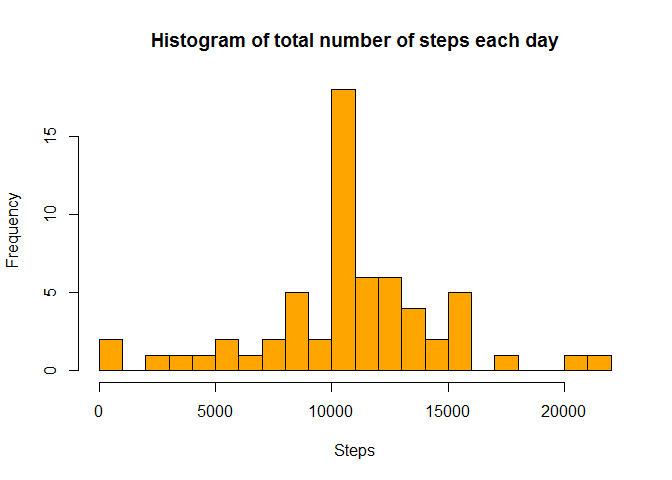 Histogram of total number of steps each day
Frequency
15
10
5
0
0 5000 10000 15000 20000
Steps